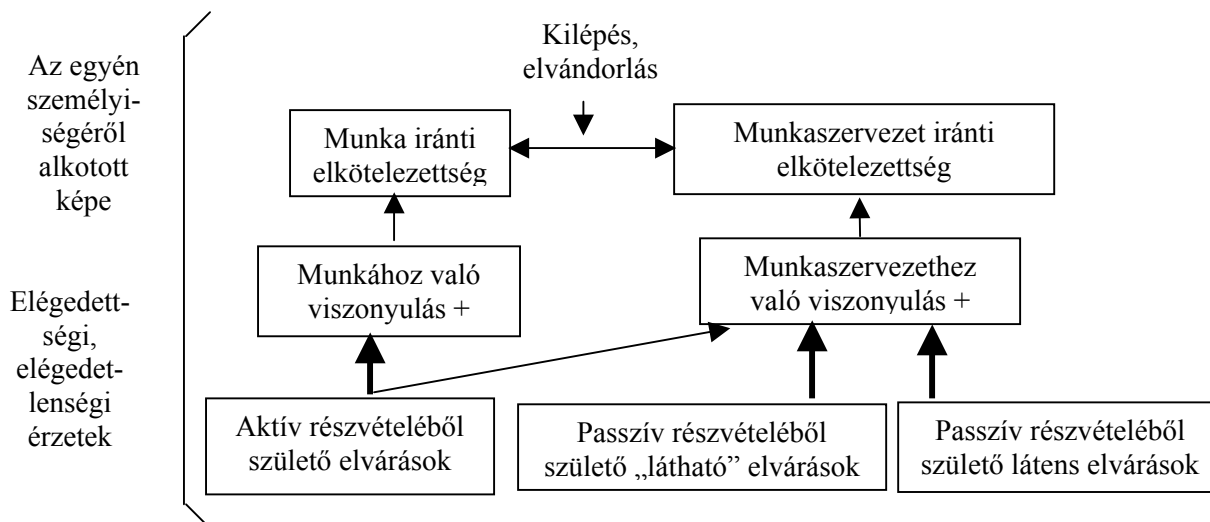 Az egyén
személyi-
ségéről
alkotott
képe
Elégedett-
ségi,
elégedet-
lenségi
érzetek
Kilépés,
elvándorlás
Munka iránti
elkötelezettség
Munkaszervezet iránti
elkötelezettség
Munkához való
viszonyulás +
Munkaszervezethez
való viszonyulás +
Aktív részvételéből
születő elvárások
Passzív részvételéből
születő „látható” elvárások
Passzív részvételéből
születő látens elvárások